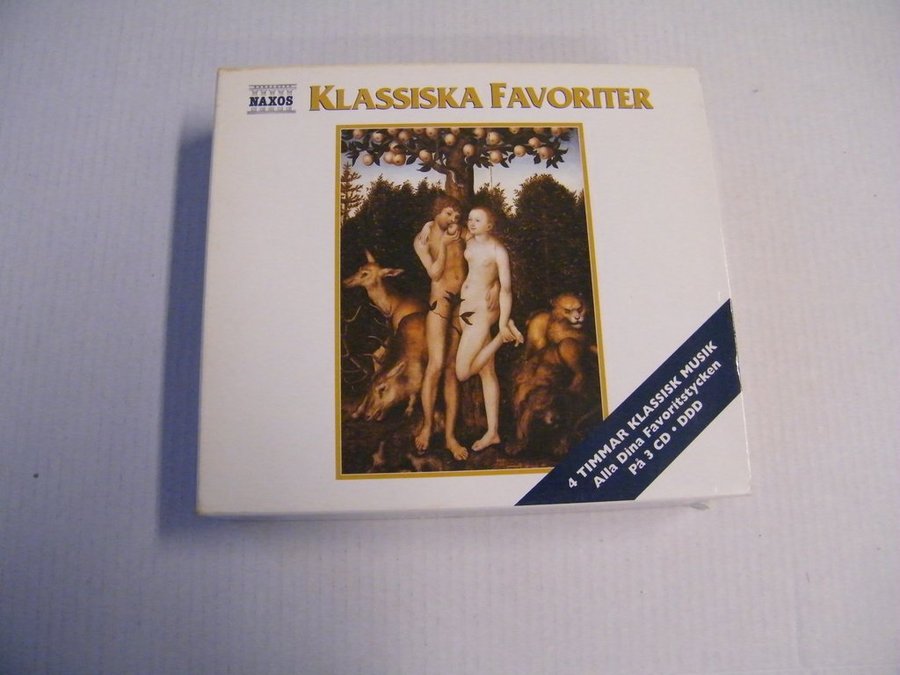 NAXOS
KLASSISKA FAVORITER
4 TIMMAR KLASSISK MUSIK
Alla Dina Favoritstycken
På 3 CD • DDD